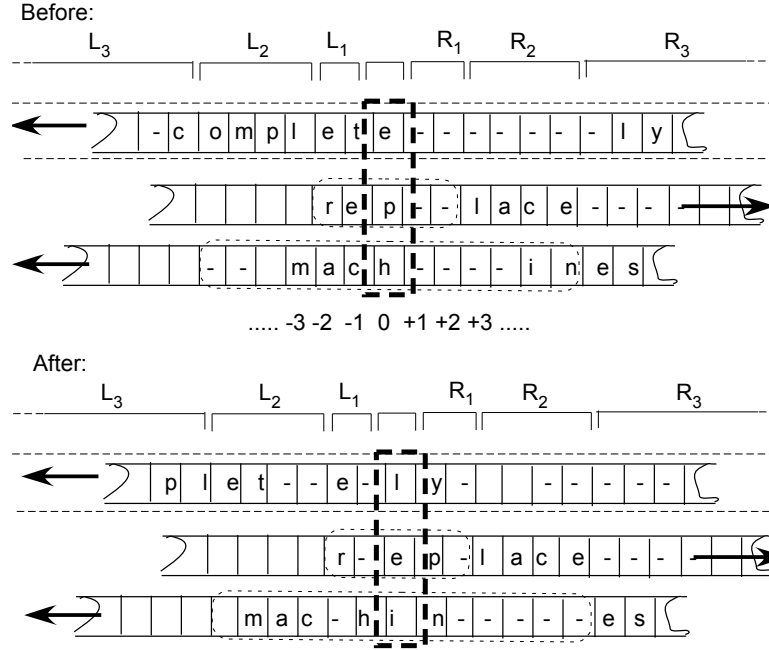 Before:
L3 L2 L1 R1 R2 R3
- c o m p l e t e - - - - - - - l y
r e p - - l a c e - - - -
- - m a c h - - - - i n e s
..... -3 -2 -1 0 +1 +2 +3 .....
After:
L3 L2 L1 R1 R2 R3
p l e t - - e - l y - - - - - -
r - e p - l a c e - - - -
m a c - h i n - - - - - e s